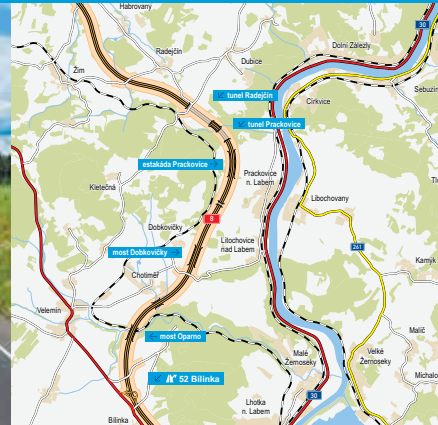 Habrovany
30
Radejčín
Dolní Zálezly
Dubice
Žim
Sebuzín
↙ tunel Radejčín
Církvice
↙ tunel Prackovice
estakáda Prackovice →
Prackovice
n. Labem
Kletečná
Libochovany
8
Dobkovičky
Litochovice
nad Labem
261
most Dobkovičky →
Kamýk
Chotiměř
Velemín
Malíč
← most Oparno
Malé
Žernoseky
Velké
Žernoseky
↙ 52 Bílinka
Michalo
30
Lhotka
n. Labem
Bílinka